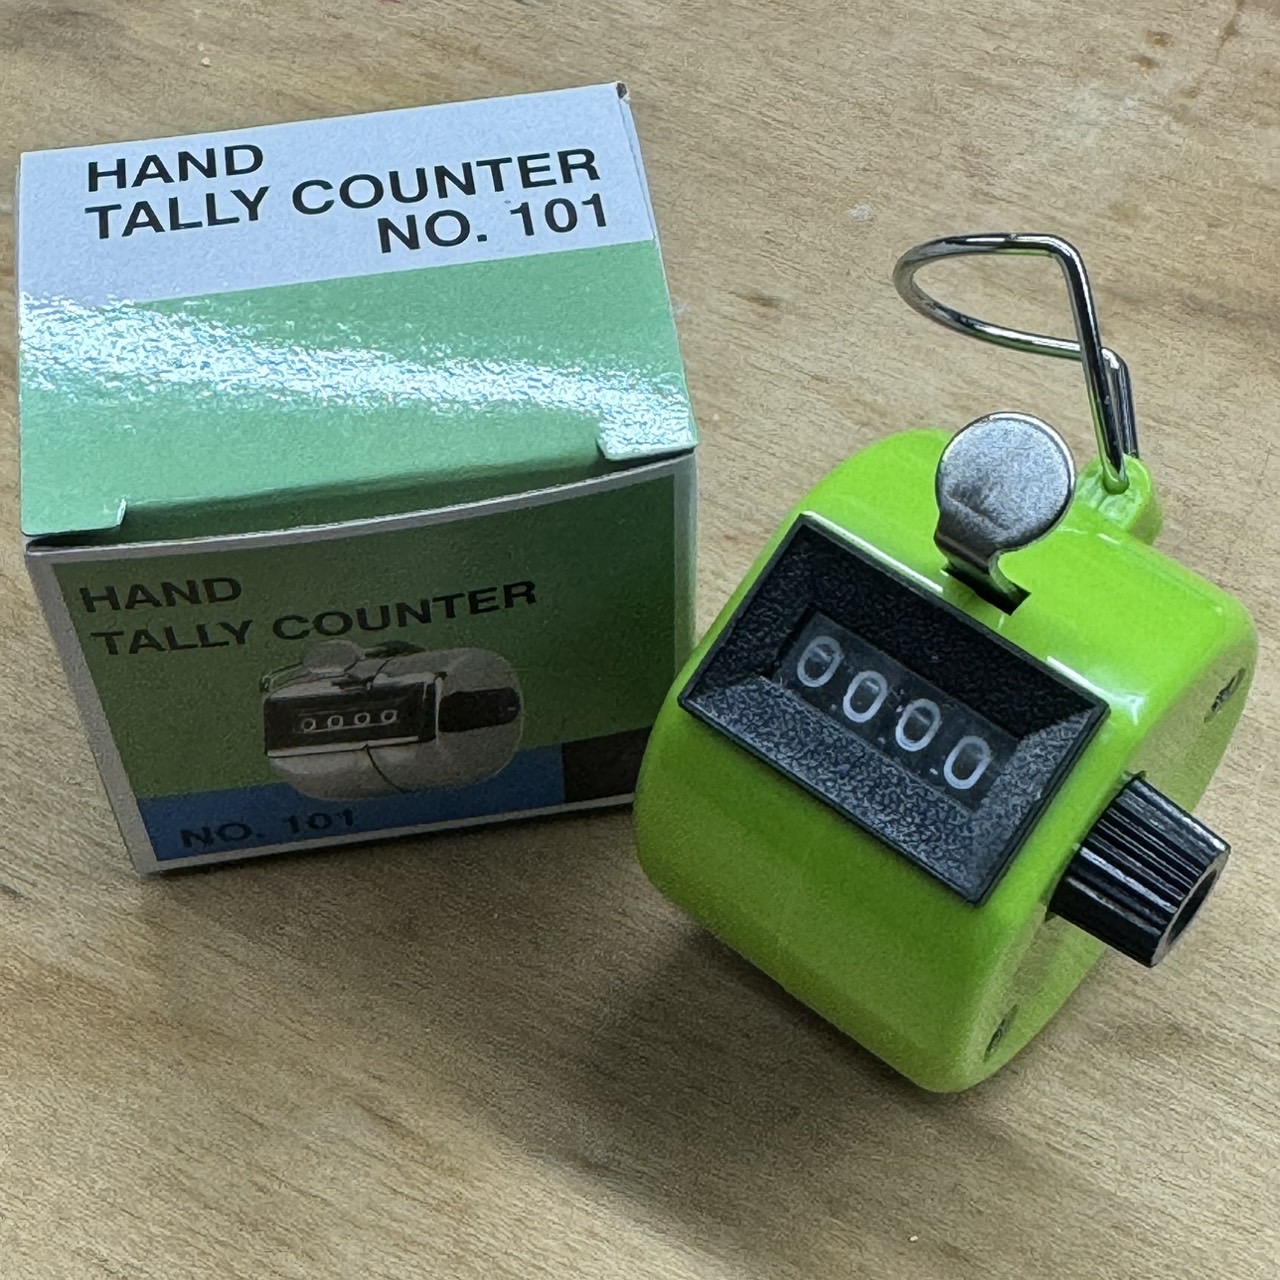 HAND
TALLY COUNTER
NO. 101
HAND
TALLY COUNTER
0000
NO. 101
0000